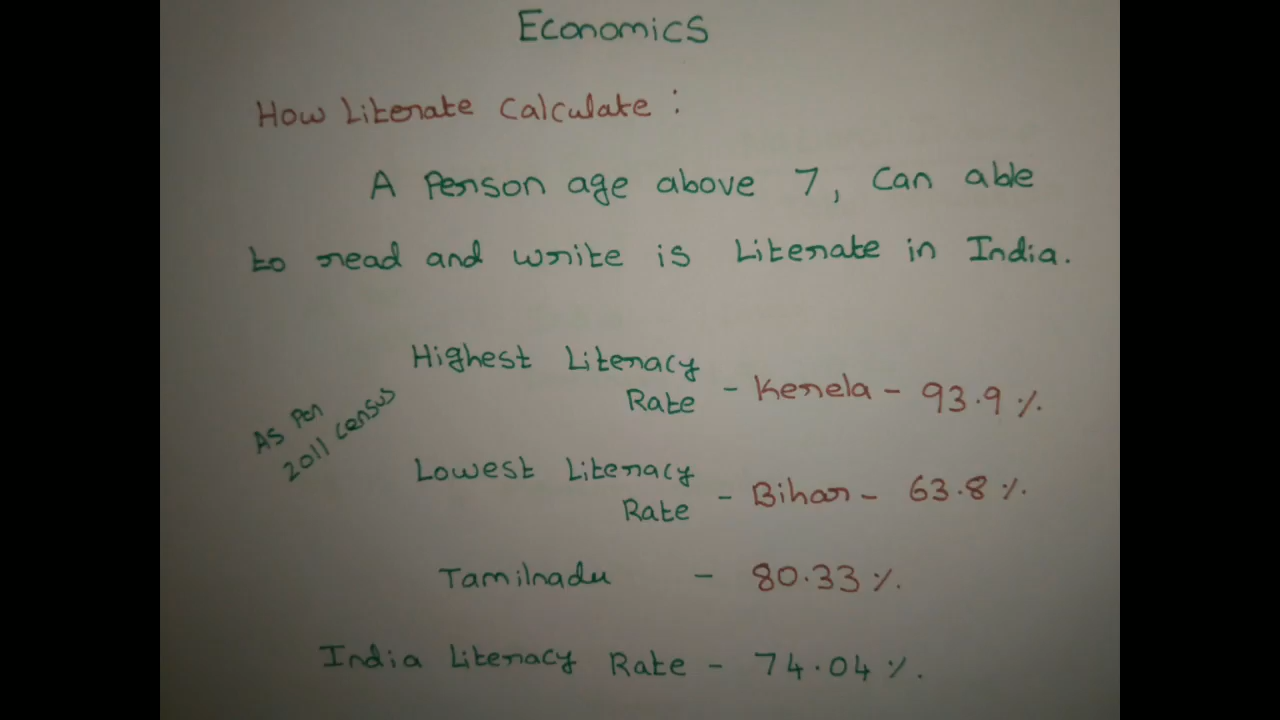 Economics
How Literate Calculate :
A Person age above 7, Can able
to read and write is Literate in India.
Highest Literacy
Rate - Kerela - 93.9 %.
As Per
2011 Census
Lowest Literacy
Rate - Bihar - 63.8 %.
Tamilnadu - 80.33 %.
India Literacy Rate - 74.04 %.